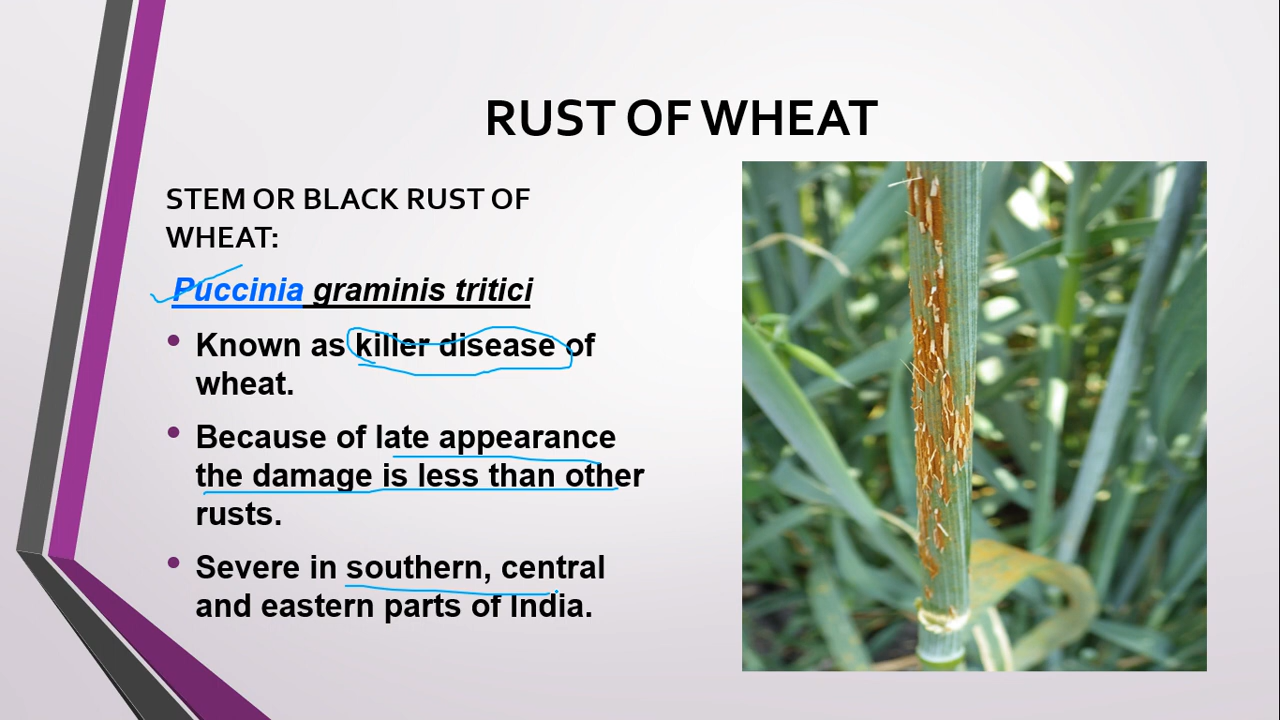 RUST OF WHEAT
STEM OR BLACK RUST OF
WHEAT:
Puccinia graminis tritici
• Known as killer disease of
wheat.
• Because of late appearance
the damage is less than other
rusts.
• Severe in southern, central
and eastern parts of India.